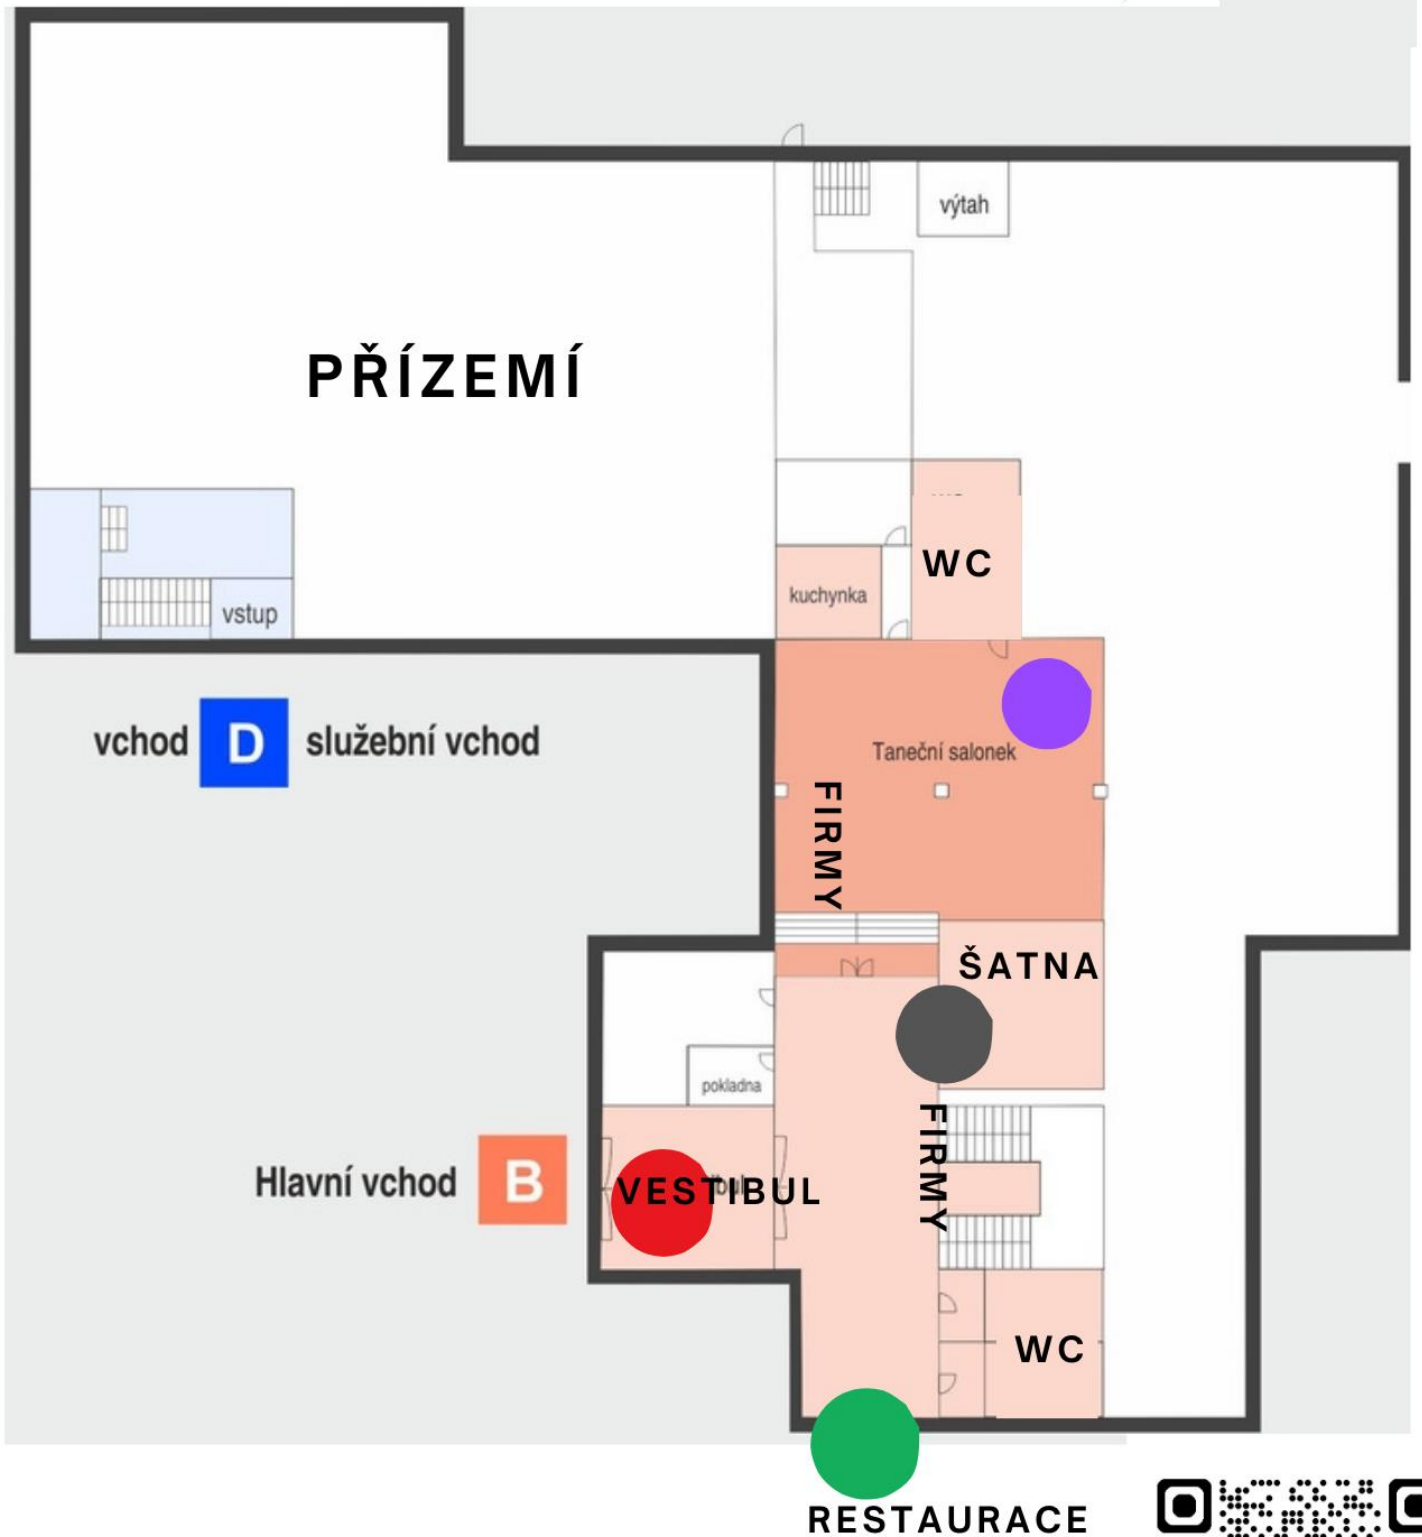 výtah
PŘÍZEMÍ
WC
kuchynka
vstup
vchod D služební vchod
Taneční salonek
FIRMY
ŠATNA
pokladna
Hlavní vchod B
VESTIBUL
FIRMY
WC
RESTAURACE